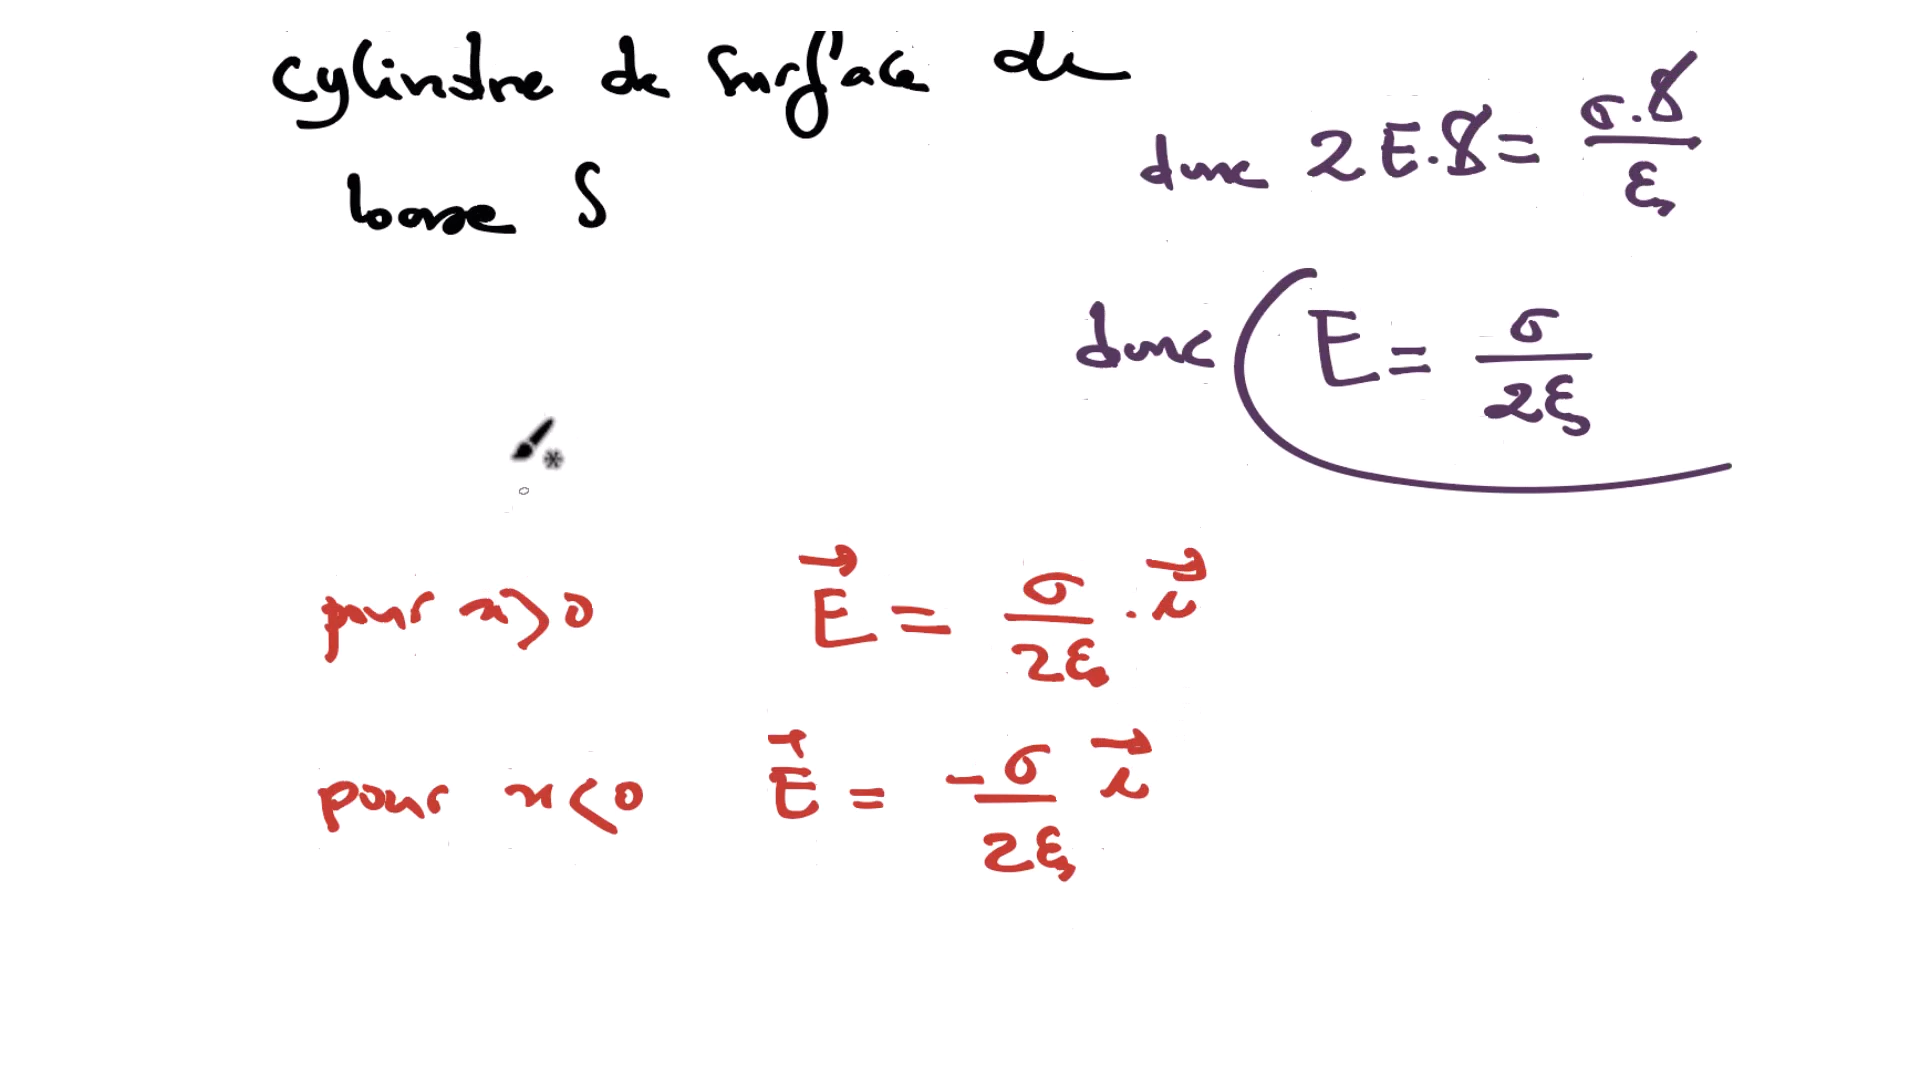 cylindre de surface de
base S
donc 2E.S = σ.S/ε₀
donc E = σ/2ε₀
pour x>0 E⃗ = σ/2ε₀ . i⃗
pour x<0 E⃗ = -σ/2ε₀ i⃗